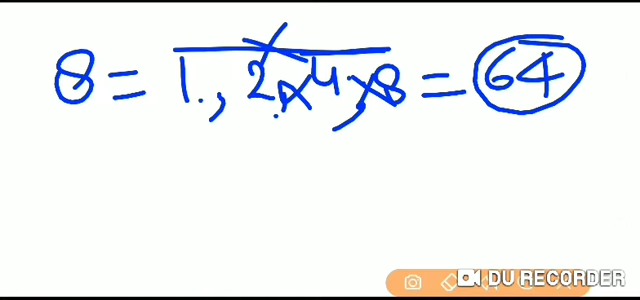 8 = 1., 2 × 4, × 8 = 64
DU RECORDER